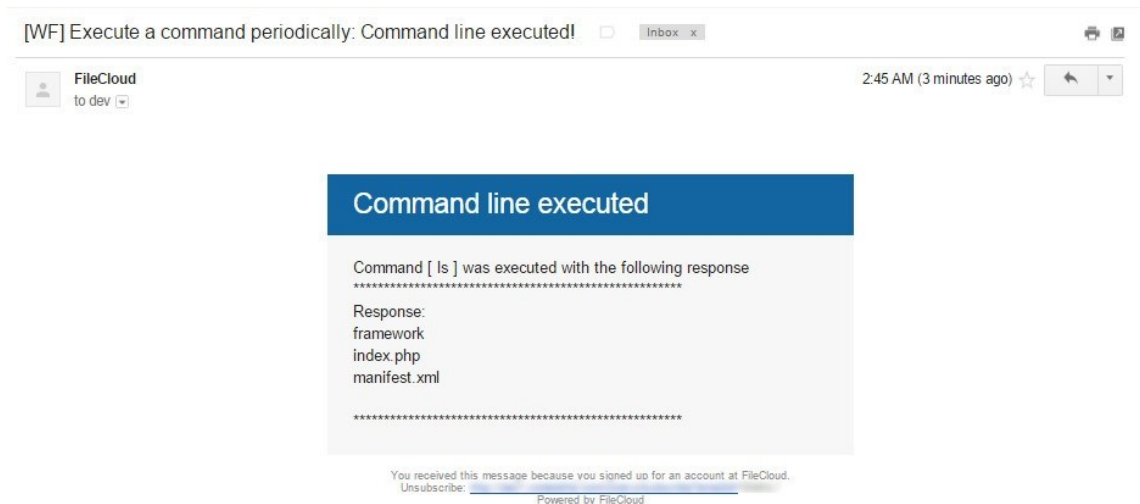 [WF] Execute a command periodically: Command line executed! Inbox x
FileCloud
2:45 AM (3 minutes ago)
to dev
Command line executed
Command [ ls ] was executed with the following response
*******************************************************
Response:
framework
index.php
manifest.xml
*******************************************************
You received this message because you signed up for an account at FileCloud.
Unsubscribe:
Powered by FileCloud